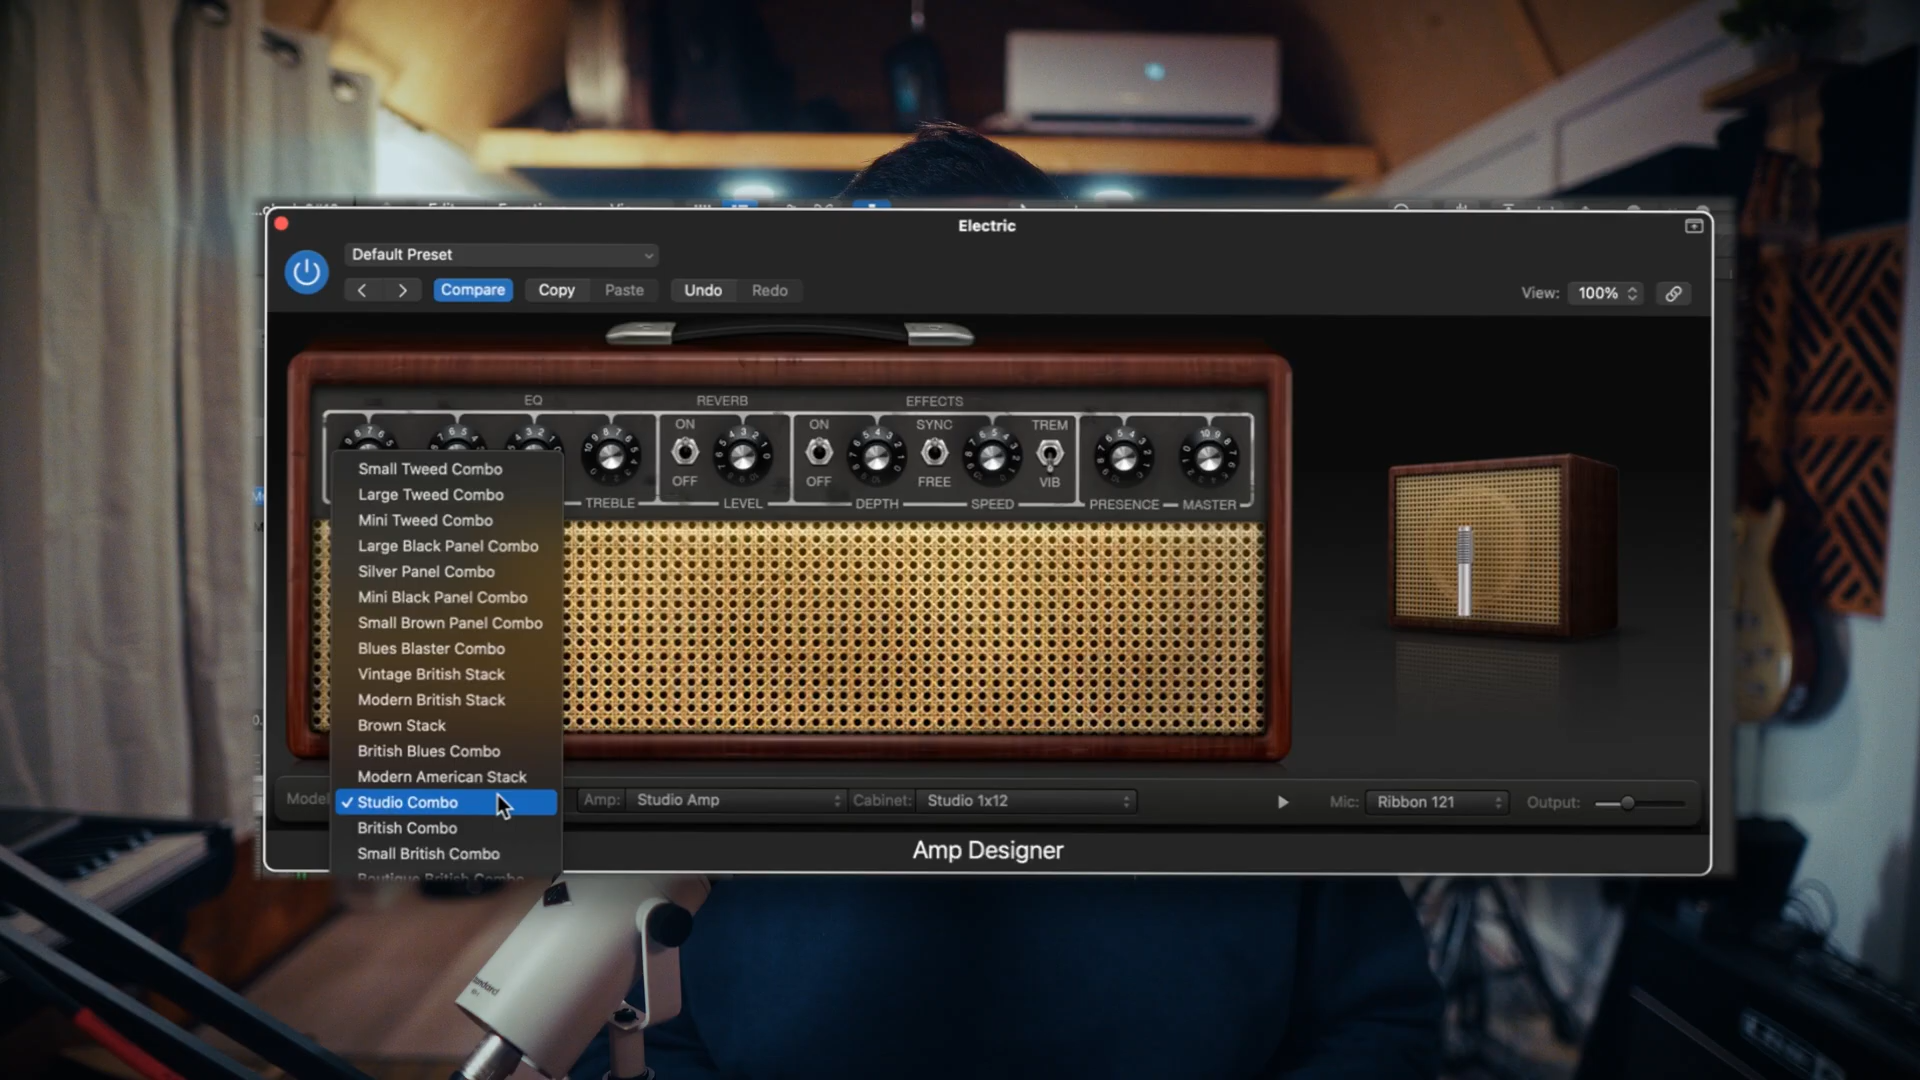 Electric
Default Preset
Compare
Copy
Paste
Undo
Redo
View:
100%
EQ
REVERB
EFFECTS
ON
ON
SYNC
TREM
OFF
OFF
FREE
VIB
TREBLE
LEVEL
DEPTH
SPEED
PRESENCE
MASTER
Small Tweed Combo
Large Tweed Combo
Mini Tweed Combo
Large Black Panel Combo
Silver Panel Combo
Mini Black Panel Combo
Small Brown Panel Combo
Blues Blaster Combo
Vintage British Stack
Modern British Stack
Brown Stack
British Blues Combo
Modern American Stack
✓ Studio Combo
British Combo
Small British Combo
Boutique British Combo
Model
Amp:
Studio Amp
Cabinet:
Studio 1x12
Mic:
Ribbon 121
Output:
Amp Designer